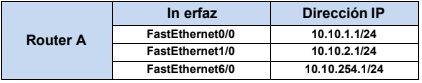 In erfaz Dirección IP
Router A
FastEthernet0/0 10.10.1.1/24
FastEthernet1/0 10.10.2.1/24
FastEthernet6/0 10.10.254.1/24